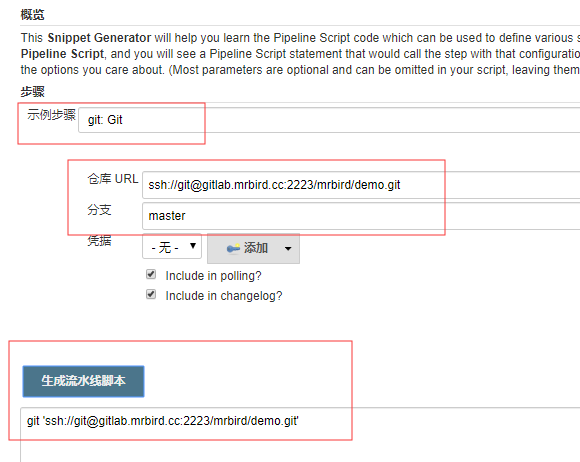 概览
This Snippet Generator will help you learn the Pipeline Script code which can be used to define various
Pipeline Script, and you will see a Pipeline Script statement that would call the step with that configuration
the options you care about. (Most parameters are optional and can be omitted in your script, leaving them
步骤
示例步骤 git: Git
仓库 URL ssh://git@gitlab.mrbird.cc:2223/mrbird/demo.git
分支 master
凭据 - 无 - 添加
Include in polling?
Include in changelog?
生成流水线脚本
git 'ssh://git@gitlab.mrbird.cc:2223/mrbird/demo.git'